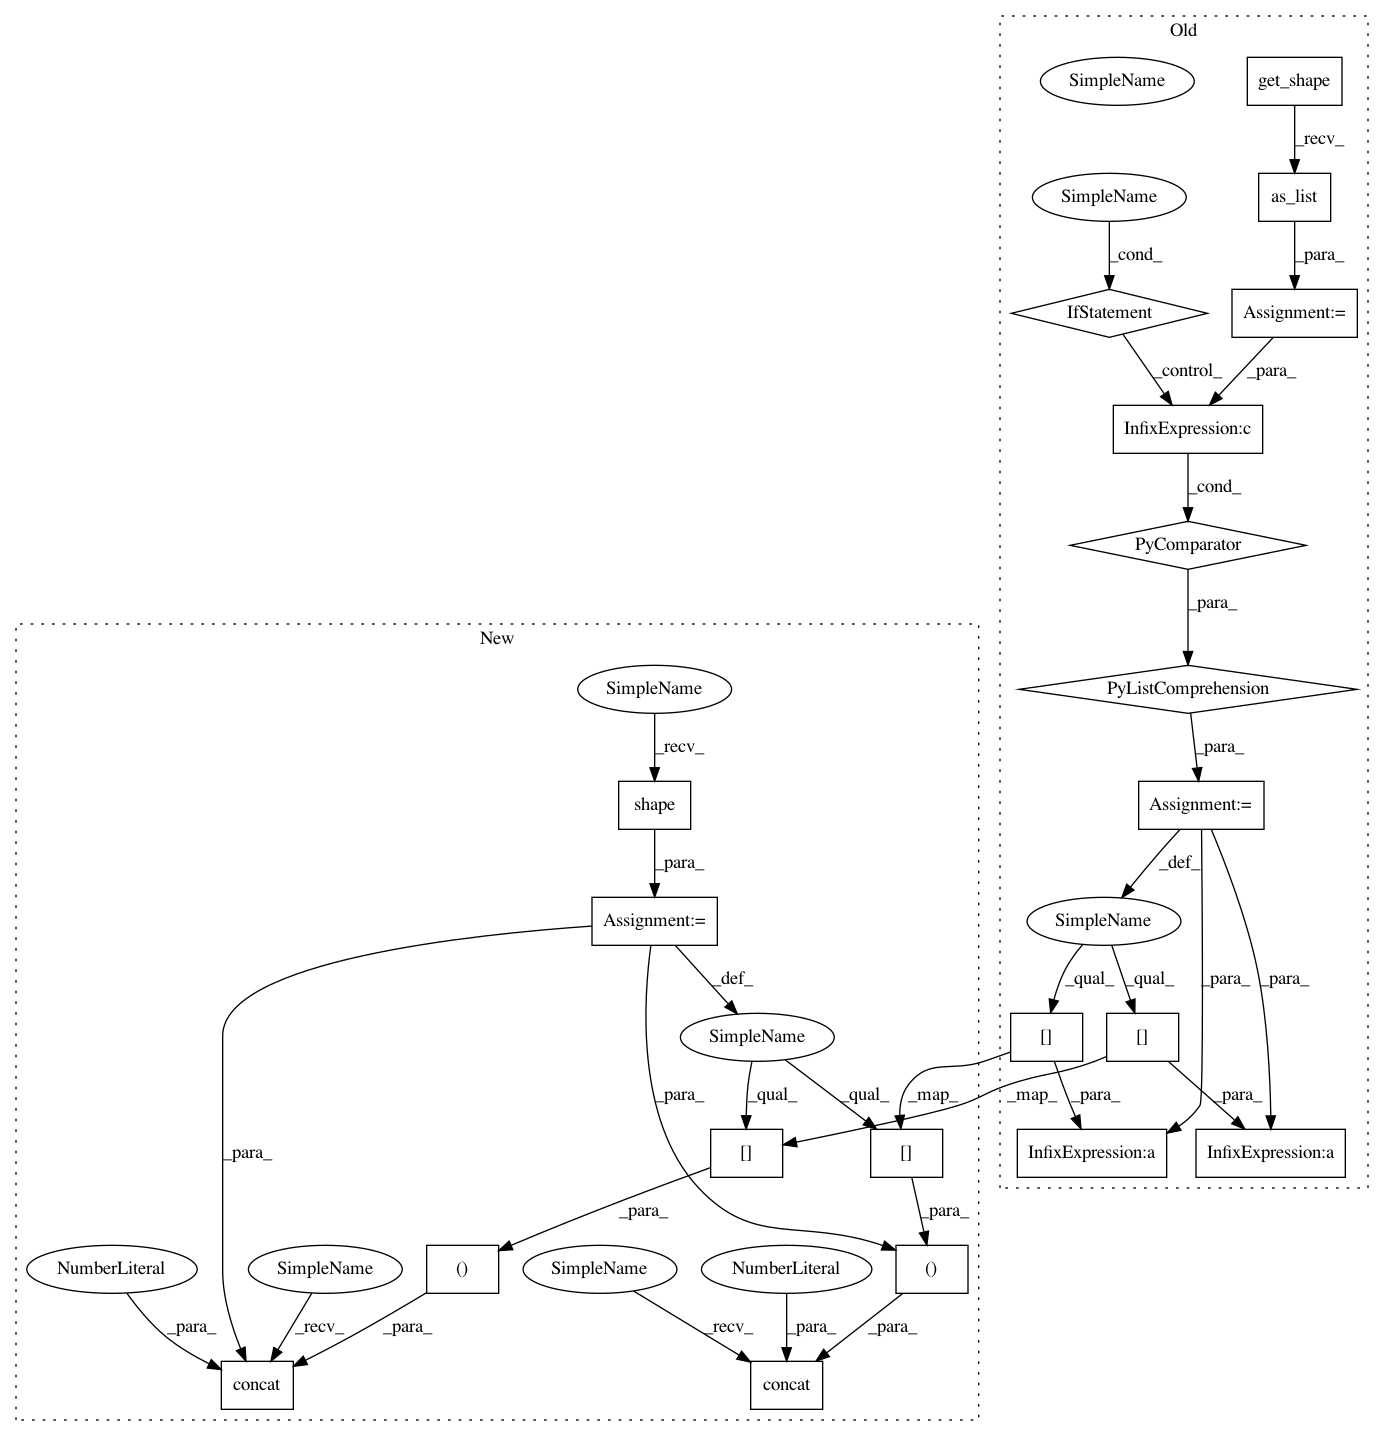 Old
SimpleName
get_shape
_recv_
SimpleName
as_list
_cond_
_para_
IfStatement
Assignment:=
_control_
_para_
InfixExpression:c
_cond_
PyComparator
_para_
New
SimpleName
PyListComprehension
_recv_
_para_
shape
Assignment:=
_para_
_def_
Assignment:=
SimpleName
_def_
_qual_
_qual_
_para_
_para_
SimpleName
[]
[]
_para_
_qual_
_qual_
_map_
_map_
_para_
_para_
_para_
[]
[]
InfixExpression:a
InfixExpression:a
_para_
_para_
NumberLiteral
SimpleName
()
SimpleName
NumberLiteral
()
_para_
_recv_
_para_
_recv_
_para_
_para_
concat
concat